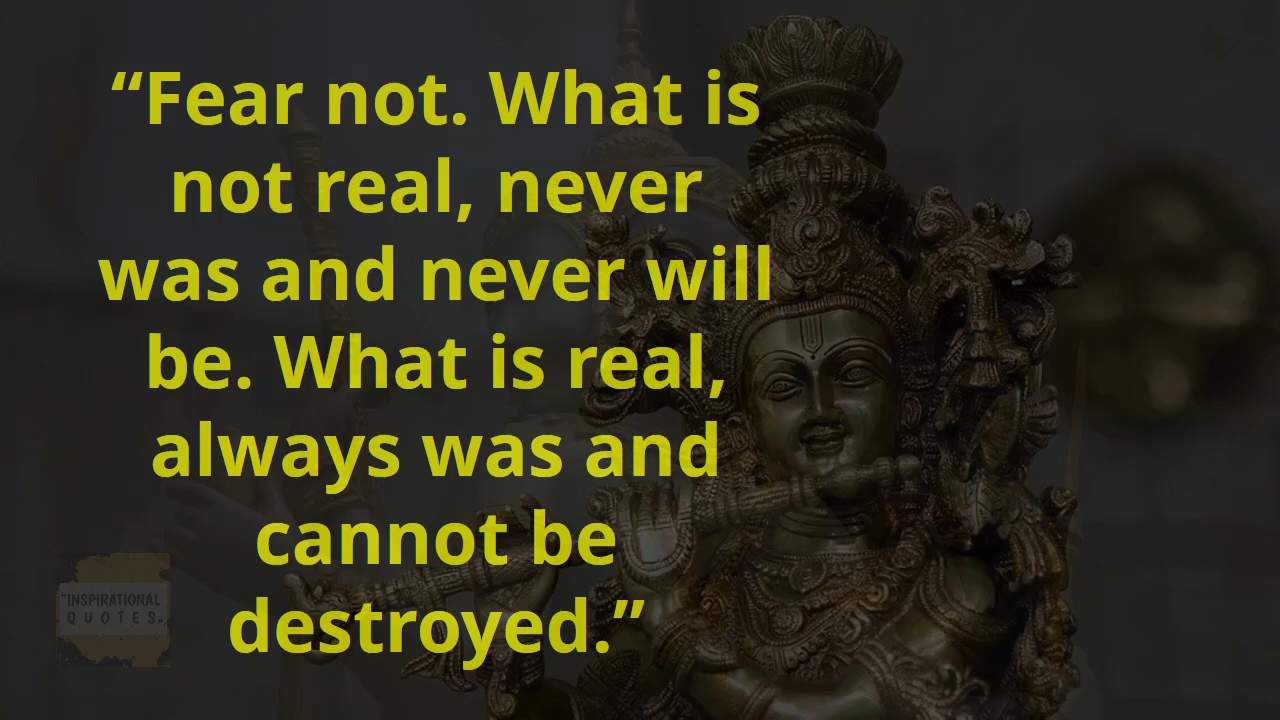 “Fear not. What is
not real, never
was and never will
be. What is real,
always was and
cannot be
destroyed.”
"INSPIRATIONAL
QUOTES„